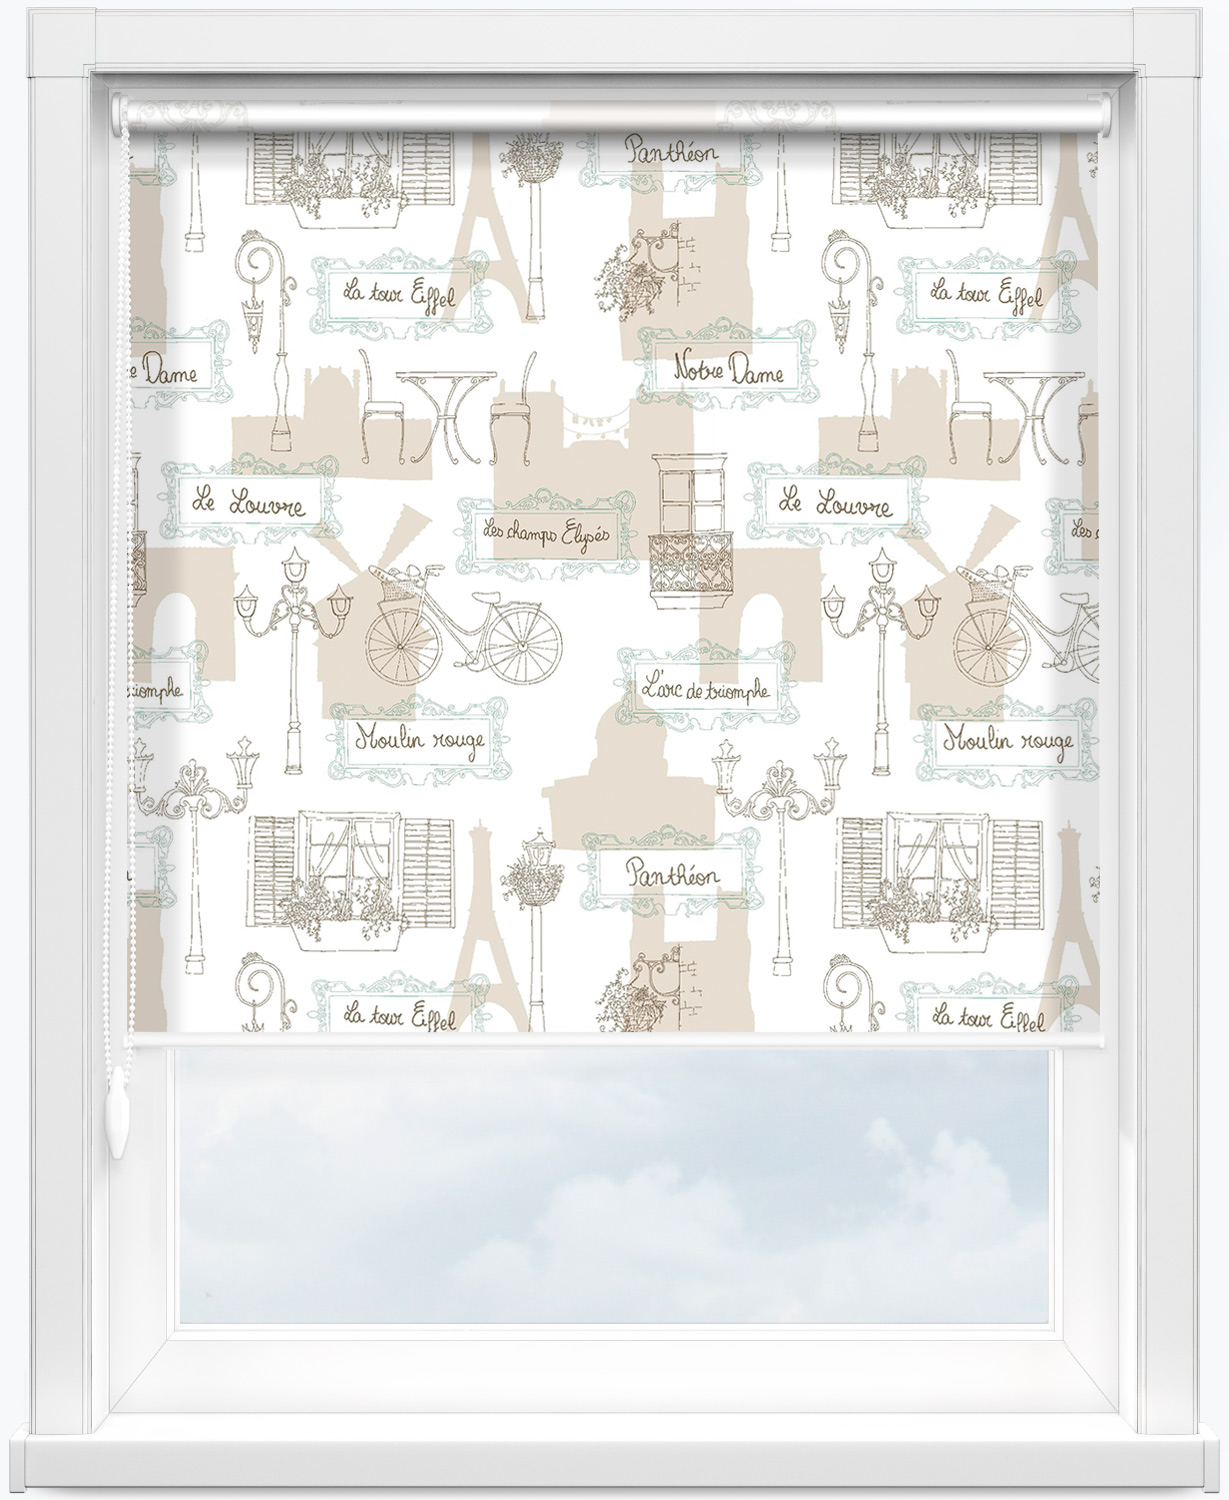 Panthéon
La tour Eiffel
La tour Eiffel
e Dame
Notre Dame
Le Louvre
Le Louvre
Les champs Elysés
Les
triomphe
L'arc de triomphe
Moulin rouge
Moulin rouge
Panthéon
La tour Eiffel
La tour Eiffel